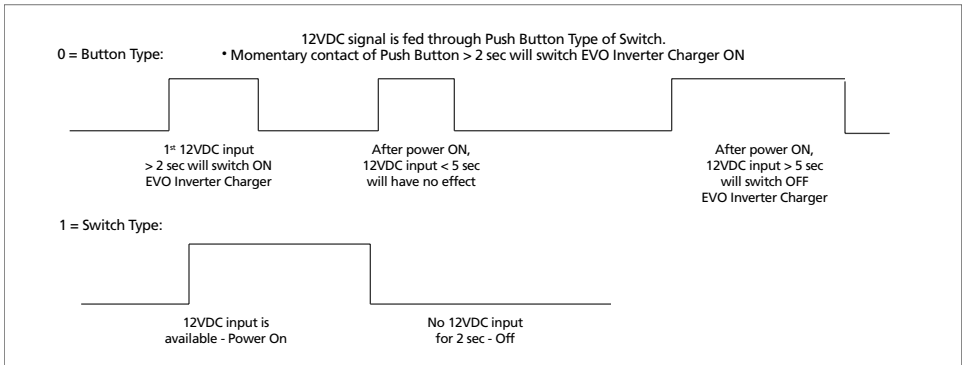 12VDC signal is fed through Push Button Type of Switch.
0 = Button Type:
• Momentary contact of Push Button > 2 sec will switch EVO Inverter Charger ON
1st 12VDC input
> 2 sec will switch ON
EVO Inverter Charger
After power ON,
12VDC input < 5 sec
will have no effect
After power ON,
12VDC input > 5 sec
will switch OFF
EVO Inverter Charger
1 = Switch Type:
12VDC input is
available - Power On
No 12VDC input
for 2 sec - Off